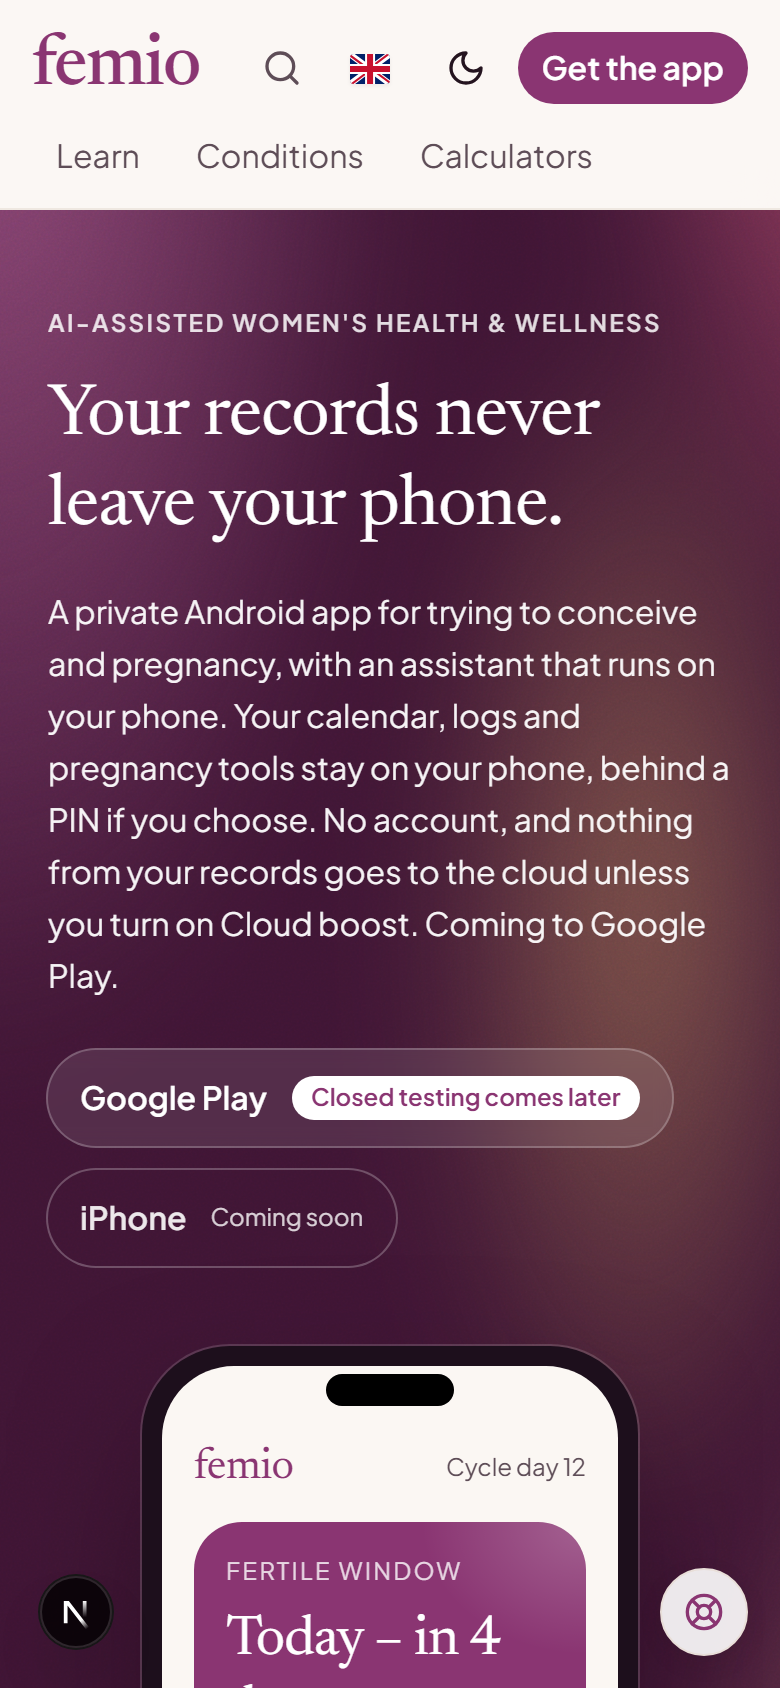 femio
Get the app
Learn Conditions Calculators
AI-ASSISTED WOMEN'S HEALTH & WELLNESS
Your records never
leave your phone.
A private Android app for trying to conceive
and pregnancy, with an assistant that runs on
your phone. Your calendar, logs and
pregnancy tools stay on your phone, behind a
PIN if you choose. No account, and nothing
from your records goes to the cloud unless
you turn on Cloud boost. Coming to Google
Play.
Google Play Closed testing comes later
iPhone Coming soon
femio Cycle day 12
FERTILE WINDOW
Today – in 4
N